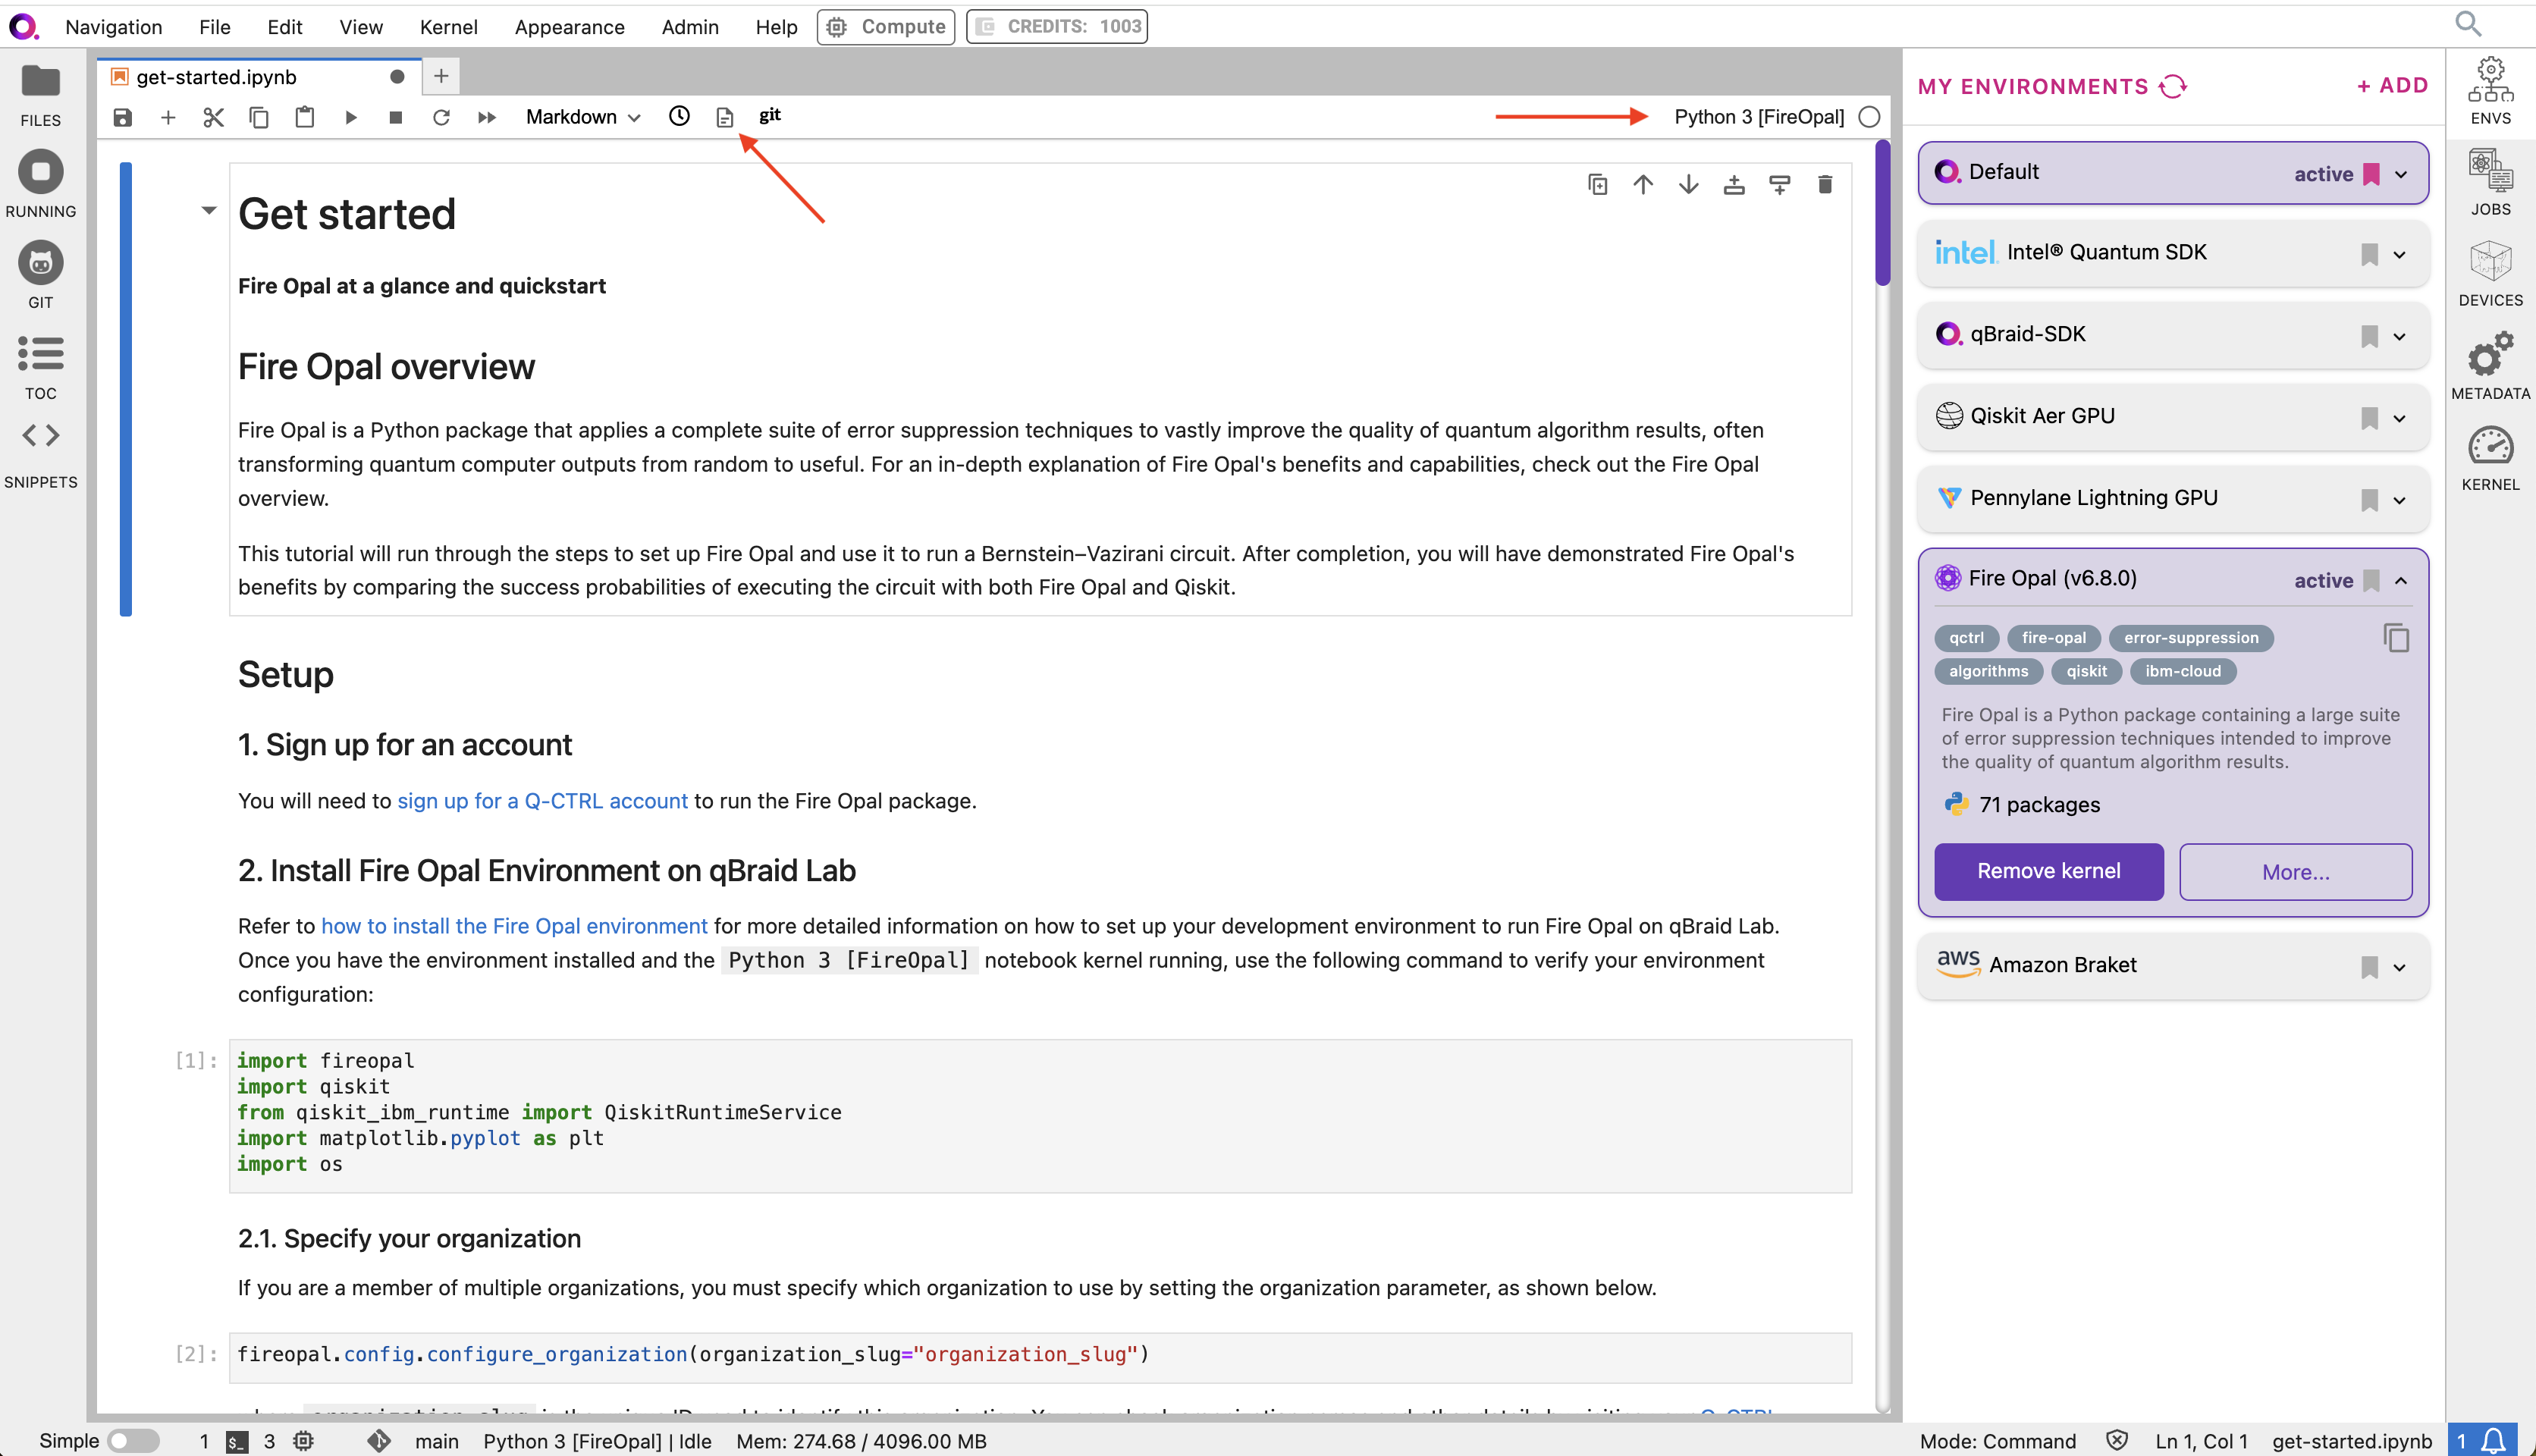 Navigation File Edit View Kernel Appearance Admin Help Compute CREDITS: 1003
FILES
RUNNING
GIT
TOC
SNIPPETS
get-started.ipynb
Markdown git Python 3 [FireOpal]
Get started
Fire Opal at a glance and quickstart
Fire Opal overview
Fire Opal is a Python package that applies a complete suite of error suppression techniques to vastly improve the quality of quantum algorithm results, often
transforming quantum computer outputs from random to useful. For an in-depth explanation of Fire Opal's benefits and capabilities, check out the Fire Opal
overview.
This tutorial will run through the steps to set up Fire Opal and use it to run a Bernstein–Vazirani circuit. After completion, you will have demonstrated Fire Opal's
benefits by comparing the success probabilities of executing the circuit with both Fire Opal and Qiskit.
Setup
1. Sign up for an account
You will need to sign up for a Q-CTRL account to run the Fire Opal package.
2. Install Fire Opal Environment on qBraid Lab
Refer to how to install the Fire Opal environment for more detailed information on how to set up your development environment to run Fire Opal on qBraid Lab.
Once you have the environment installed and the Python 3 [FireOpal] notebook kernel running, use the following command to verify your environment
configuration:
[1]: import fireopal
import qiskit
from qiskit_ibm_runtime import QiskitRuntimeService
import matplotlib.pyplot as plt
import os
2.1. Specify your organization
If you are a member of multiple organizations, you must specify which organization to use by setting the organization parameter, as shown below.
[2]: fireopal.config.configure_organization(organization_slug="organization_slug")
MY ENVIRONMENTS + ADD
Default active
intel Intel® Quantum SDK
qBraid-SDK
Qiskit Aer GPU
Pennylane Lightning GPU
Fire Opal (v6.8.0) active
qctrl fire-opal error-suppression
algorithms qiskit ibm-cloud
Fire Opal is a Python package containing a large suite
of error suppression techniques intended to improve
the quality of quantum algorithm results.
71 packages
Remove kernel More...
aws Amazon Braket
ENVS
JOBS
DEVICES
METADATA
KERNEL
Simple 1 $_ 3 main Python 3 [FireOpal] | Idle Mem: 274.68 / 4096.00 MB Mode: Command Ln 1, Col 1 get-started.ipynb 1